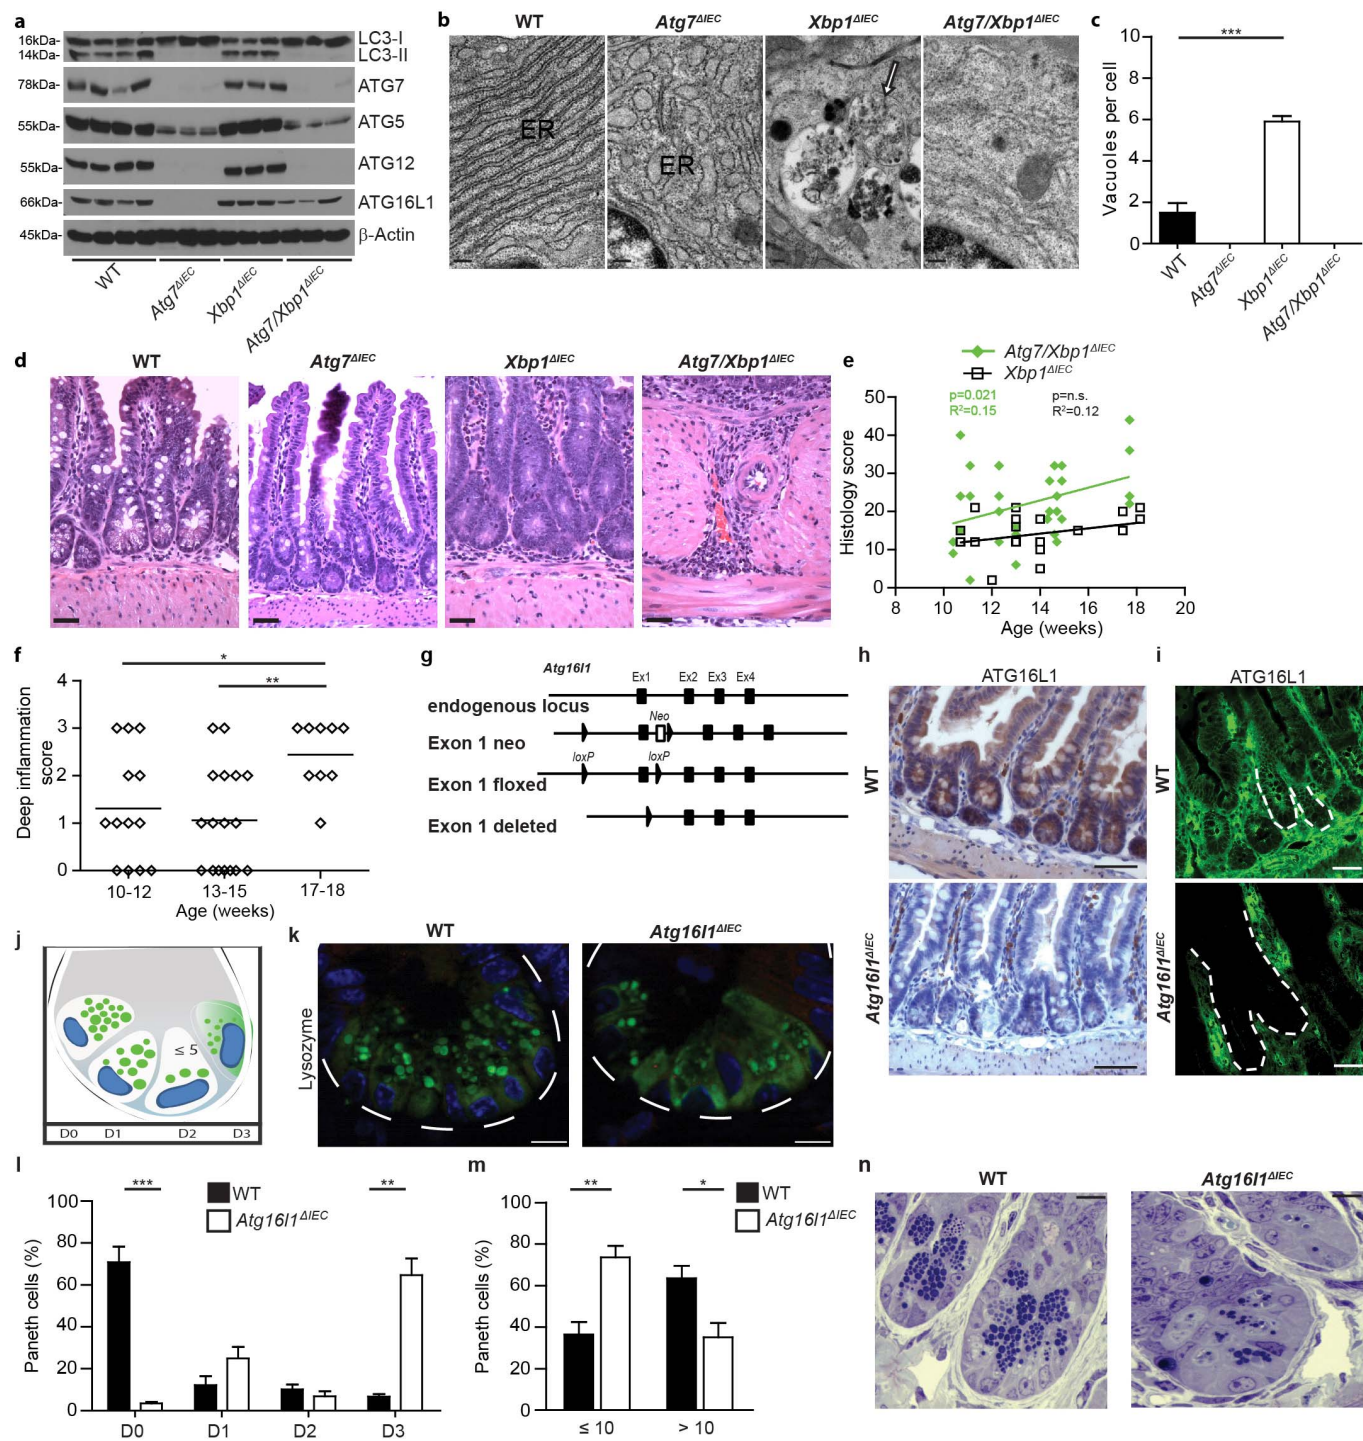 a
16kDa-
14kDa-
78kDa-
55kDa-
55kDa-
66kDa-
45kDa-
LC3-I
LC3-II
ATG7
ATG5
ATG12
ATG16L1
β-Actin
WT
Atg7ΔIEC
Xbp1ΔIEC
Atg7/Xbp1ΔIEC
b
WT
Atg7ΔIEC
Xbp1ΔIEC
Atg7/Xbp1ΔIEC
ER
ER
c
***
Vacuoles per cell
10
8
6
4
2
0
WT
Atg7ΔIEC
Xbp1ΔIEC
Atg7/Xbp1ΔIEC
d
WT
Atg7ΔIEC
Xbp1ΔIEC
Atg7/Xbp1ΔIEC
e
Atg7/Xbp1ΔIEC
Xbp1ΔIEC
p=0.021
R²=0.15
p=n.s.
R²=0.12
Histology score
50
40
30
20
10
0
8 10 12 14 16 18 20
Age (weeks)
f
*
**
Deep inflammation
score
4
3
2
1
0
10-12 13-15 17-18
Age (weeks)
g
Atg16l1
Ex1 Ex2 Ex3 Ex4
endogenous locus
Neo
Exon 1 neo
loxP loxP
Exon 1 floxed
Exon 1 deleted
h
ATG16L1
WT
Atg16l1ΔIEC
i
ATG16L1
WT
Atg16l1ΔIEC
j
≤ 5
D0 D1 D2 D3
k
WT
Atg16l1ΔIEC
Lysozyme
l
*** **
WT
Atg16l1ΔIEC
Paneth cells (%)
100
80
60
40
20
0
D0 D1 D2 D3
m
** *
WT
Atg16l1ΔIEC
Paneth cells (%)
100
80
60
40
20
0
≤ 10 > 10
n
WT
Atg16l1ΔIEC